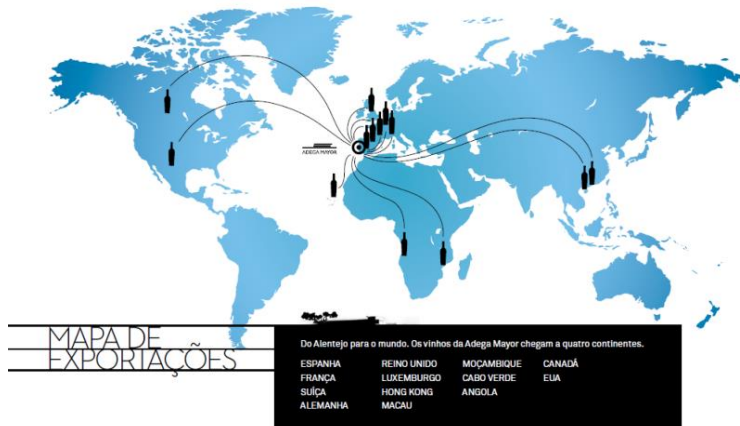 ADEGA MAYOR
MAPA DE
EXPORTAÇÕES
Do Alentejo para o mundo. Os vinhos da Adega Mayor chegam a quatro continentes.
ESPANHA
FRANÇA
SUÍÇA
ALEMANHA
REINO UNIDO
LUXEMBURGO
HONG KONG
MACAU
MOÇAMBIQUE
CABO VERDE
ANGOLA
CANADÁ
EUA